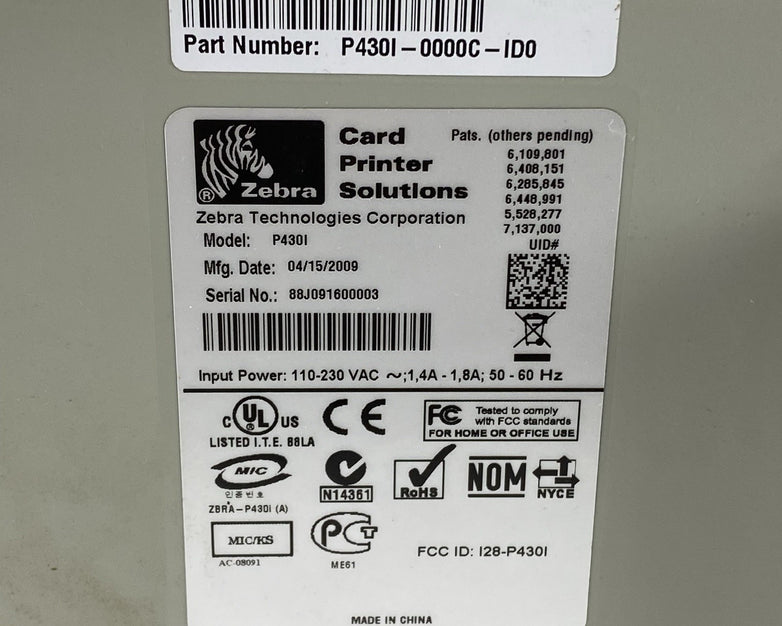 Part Number: P430I-0000C-ID0
Zebra
®
Card
Printer
Solutions
Pats. (others pending)
6,109,801
6,408,151
6,285,845
6,448,991
5,528,277
7,137,000
UID#
Zebra Technologies Corporation
Model: P430I
Mfg. Date: 04/15/2009
Serial No.: 88J091600003
Input Power: 110-230 VAC ~;1,4A - 1,8A; 50 - 60 Hz
C UL US
LISTED I.T.E. 88LA
CE
FC Tested to comply
with FCC standards
FOR HOME OR OFFICE USE
MIC
인증번호
ZBRA-P430I (A)
N14361
RoHS
NOM
NYCE
MIC/KS
AC-08091
PCT
ME61
FCC ID: I28-P430I
MADE IN CHINA